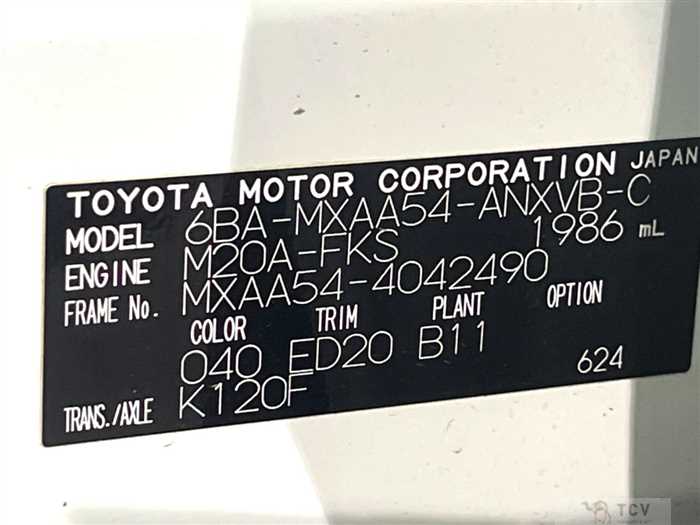 TOYOTA MOTOR CORPORATION JAPAN
MODEL 6BA-MXAA54-ANXVB-C
ENGINE M20A-FKS 1986 mL
FRAME No. MXAA54-4042490
COLOR TRIM PLANT OPTION
040 ED20 B11 624
TRANS./AXLE K120F
TCV